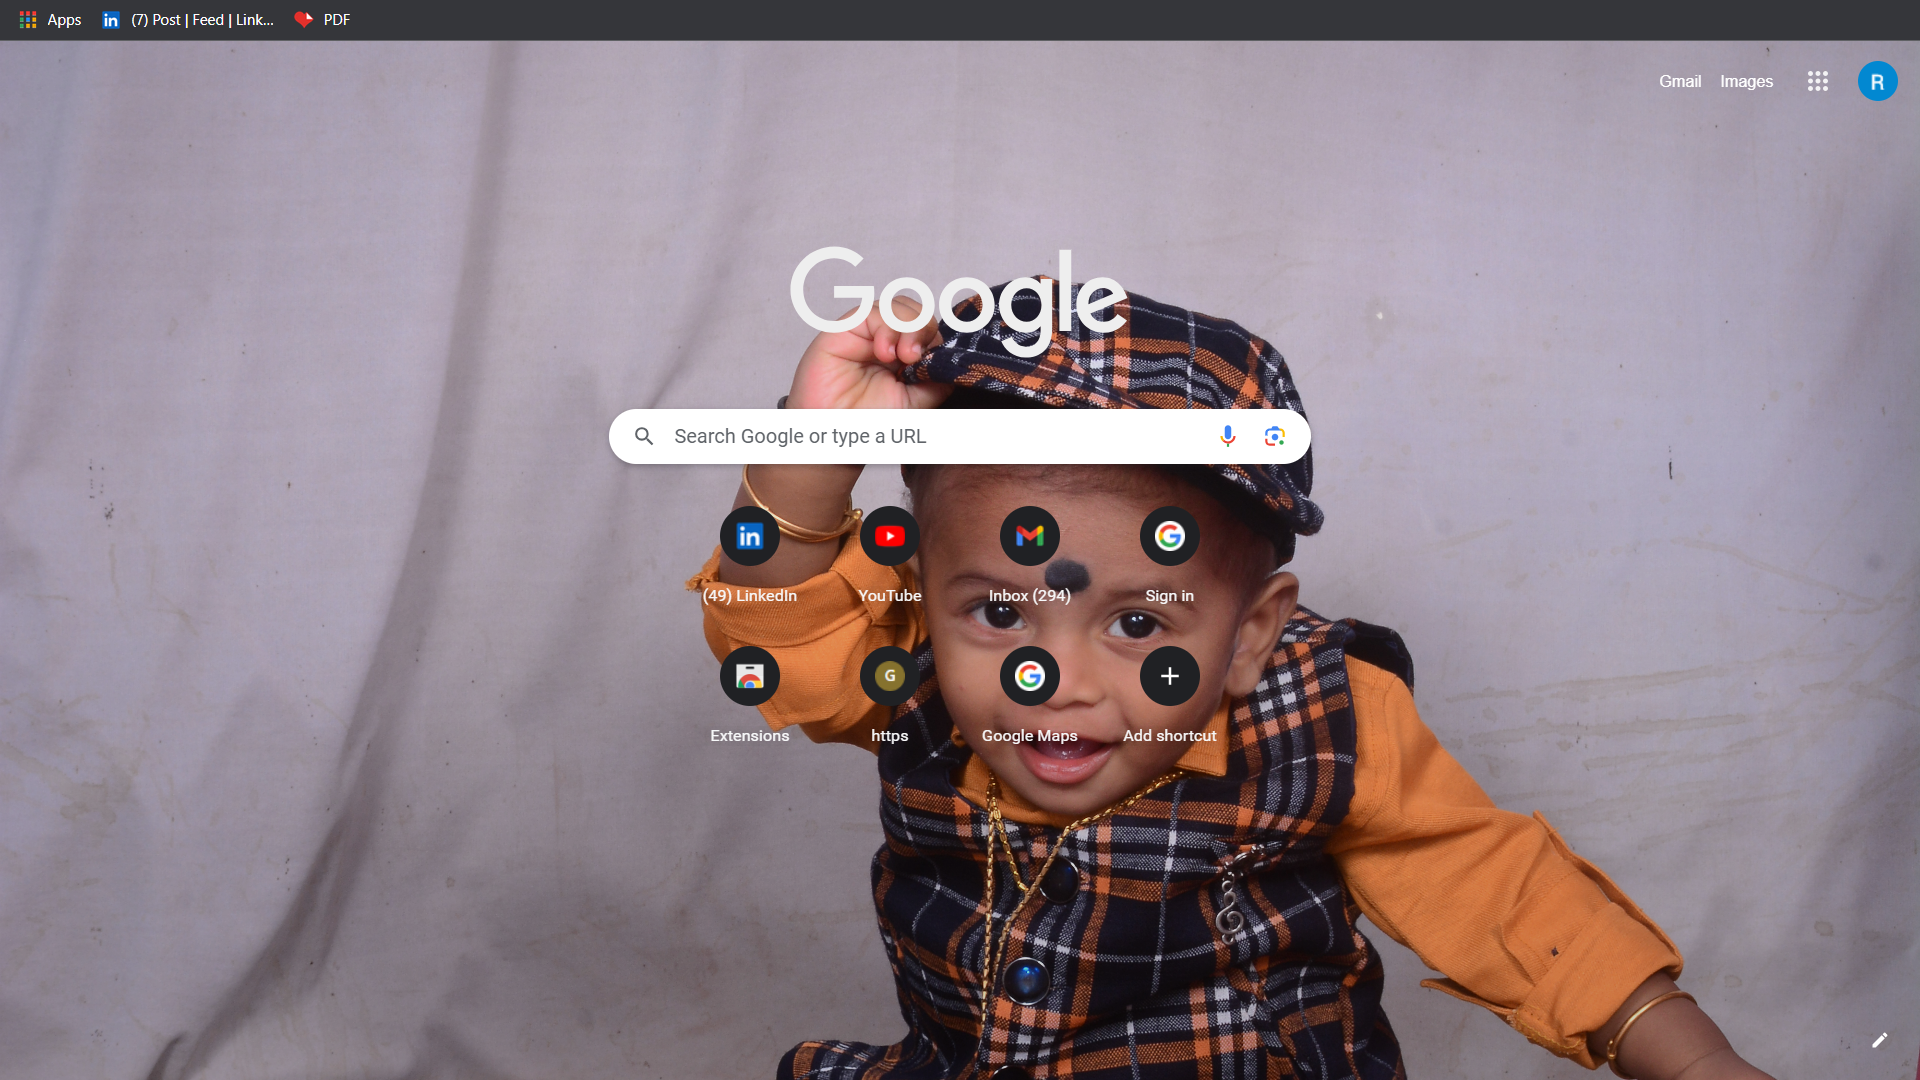 Apps (7) Post | Feed | Link... PDF
Gmail Images R
Google
Search Google or type a URL
(49) LinkedIn YouTube Inbox (294) Sign in
G
Extensions https Google Maps Add shortcut